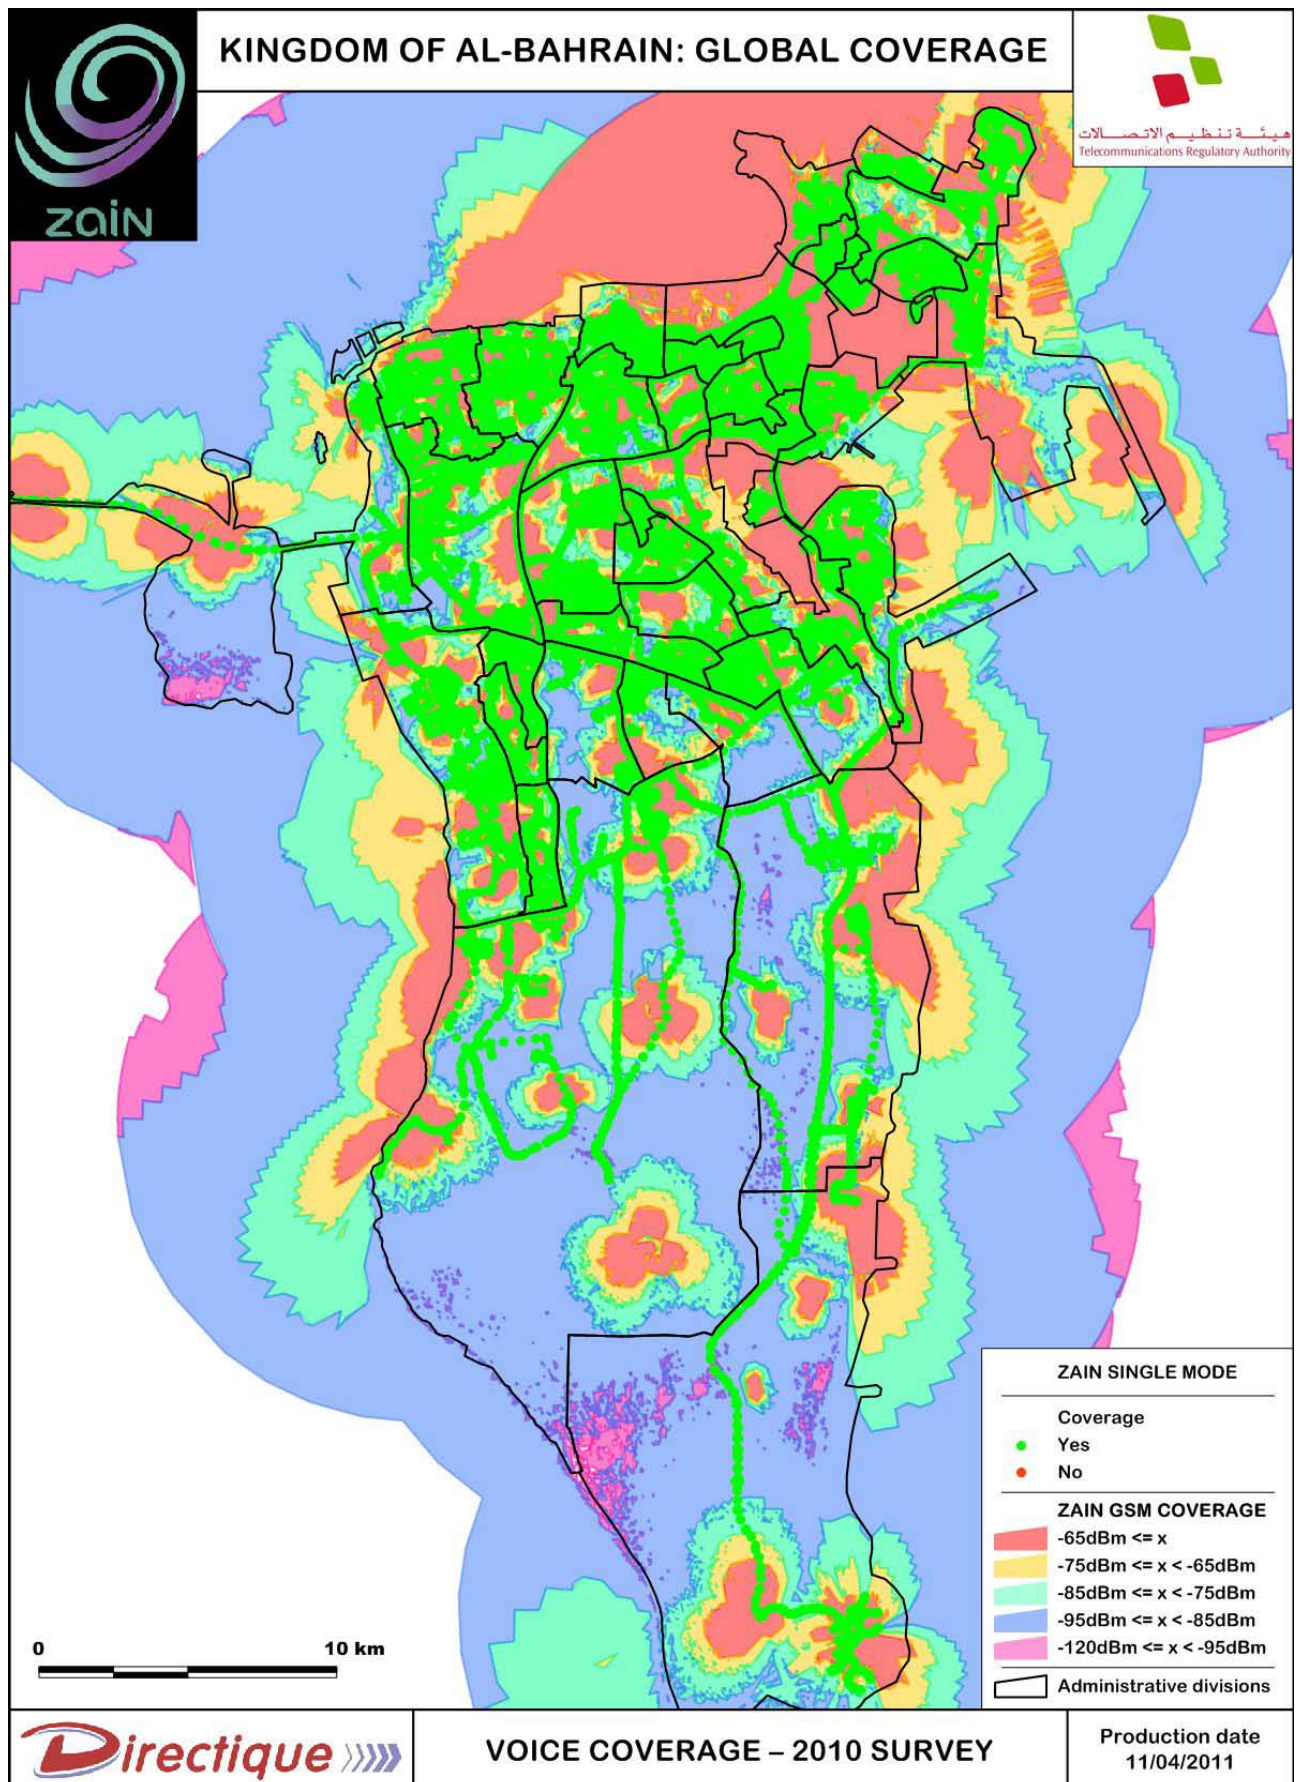 KINGDOM OF AL-BAHRAIN: GLOBAL COVERAGE
zain
هيئة تنظيم الاتصالات
Telecommunications Regulatory Authority
ZAIN SINGLE MODE
Coverage
Yes
No
ZAIN GSM COVERAGE
-65dBm <= x
-75dBm <= x < -65dBm
-85dBm <= x < -75dBm
-95dBm <= x < -85dBm
-120dBm <= x < -95dBm
Administrative divisions
0 10 km
Directique
VOICE COVERAGE – 2010 SURVEY
Production date
11/04/2011